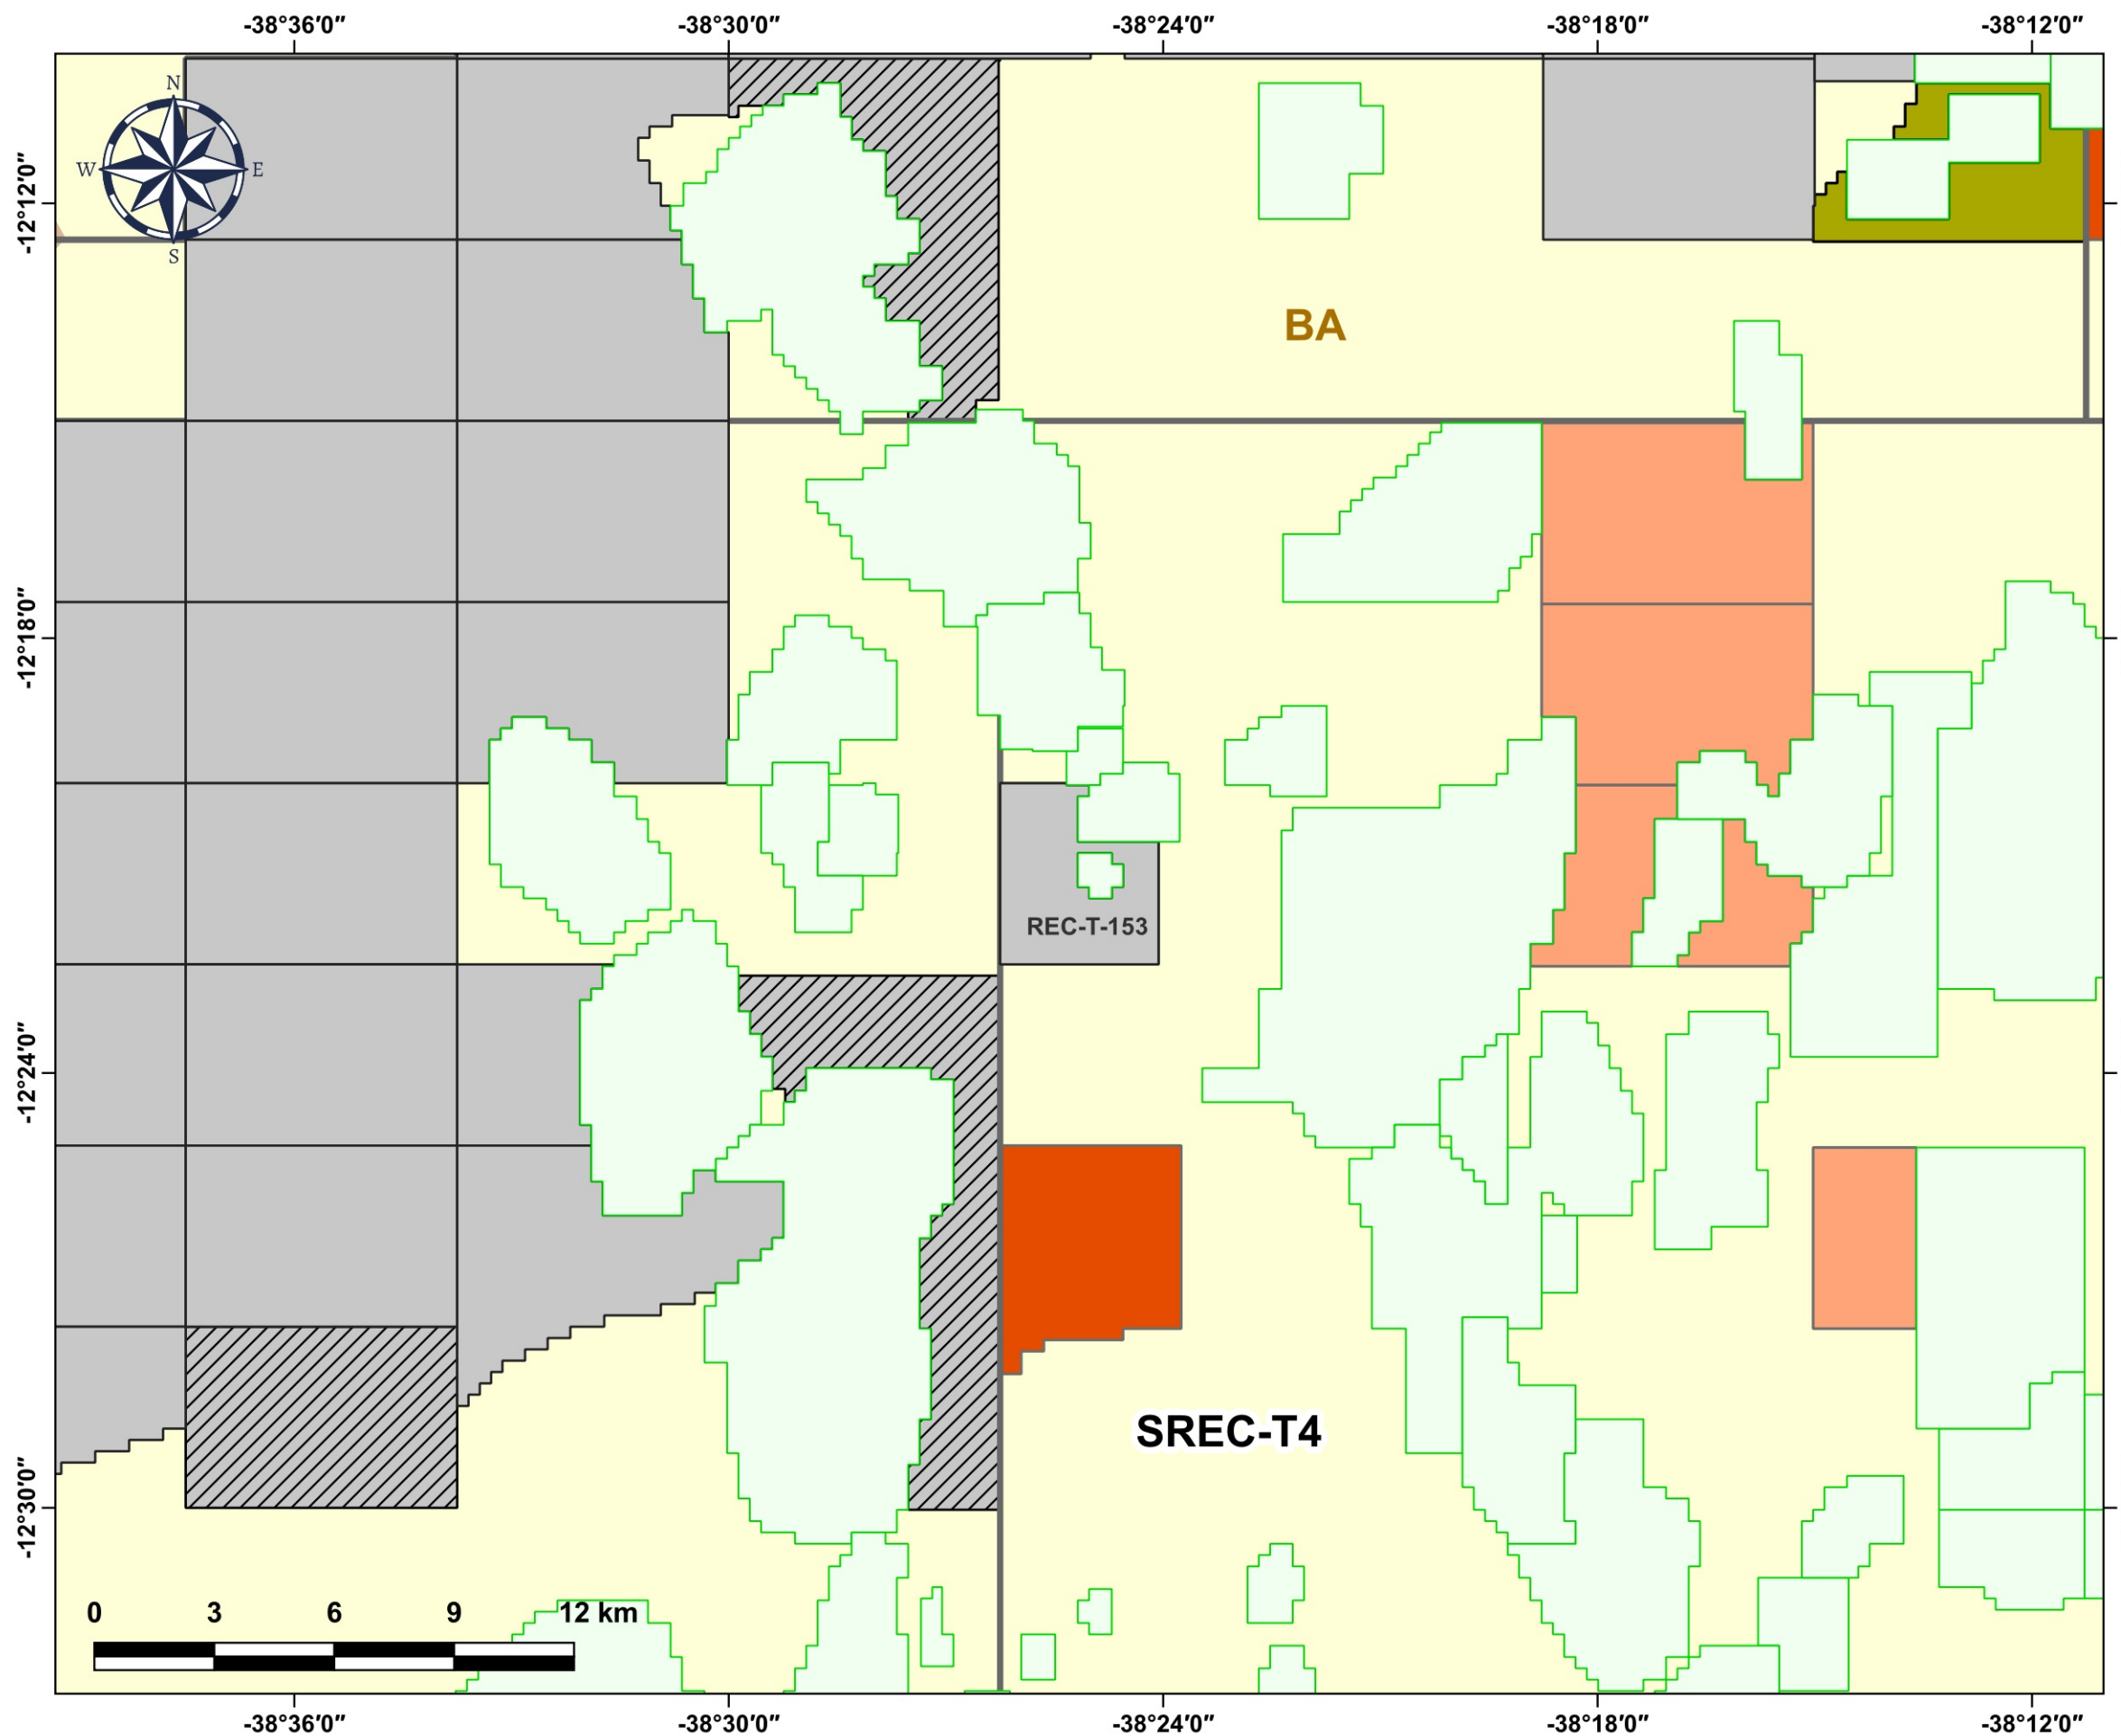 -38°36′0″ -38°30′0″ -38°24′0″ -38°18′0″ -38°12′0″
N
W E
S
-12°12′0″
BA
-12°18′0″
REC-T-153
-12°24′0″
SREC-T4
-12°30′0″
0 3 6 9 12 km
-38°36′0″ -38°30′0″ -38°24′0″ -38°18′0″ -38°12′0″